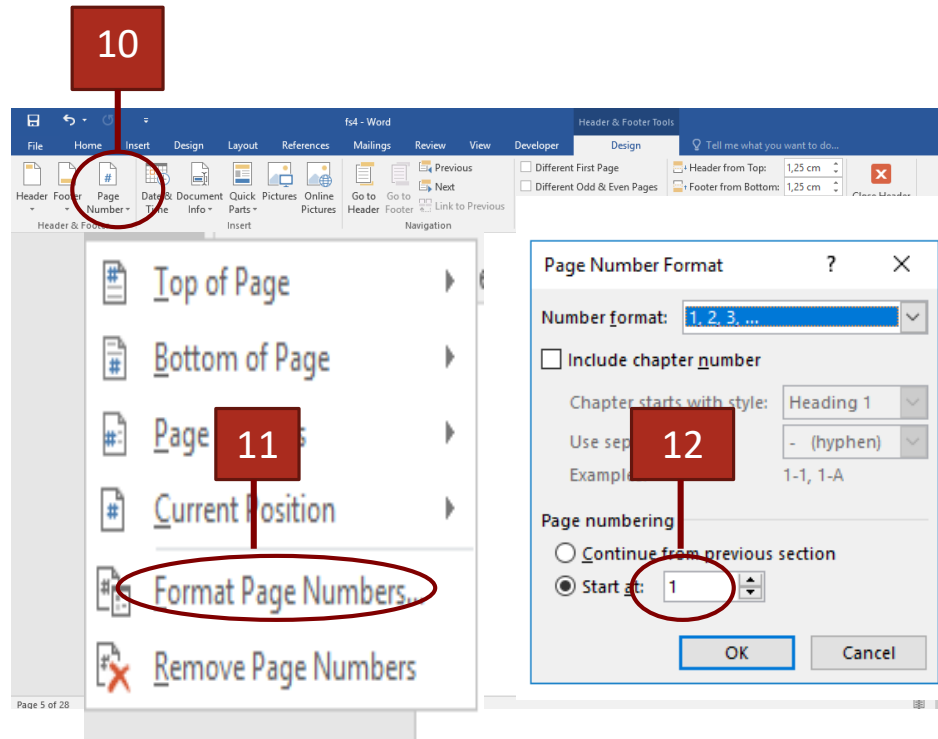 10
fs4 - Word
Header & Footer Tools
File Home Insert Design Layout References Mailings Review View Developer Design Tell me what you want to do...
Header Footer Page Number Date & Time Document Info Quick Parts Pictures Online Pictures Go to Header Go to Footer Previous Next Link to Previous
Different First Page
Different Odd & Even Pages
Header from Top: 1,25 cm
Footer from Bottom: 1,25 cm
Close Header
Header & Footer Insert Navigation
Top of Page
Bottom of Page
Page
11
Current Position
Format Page Numbers...
Remove Page Numbers
Page 5 of 28
Page Number Format ? X
Number format: 1, 2, 3, ...
Include chapter number
Chapter starts with style: Heading 1
Use - (hyphen)
12
1-1, 1-A
Page numbering
Continue from previous section
Start at: 1
OK Cancel